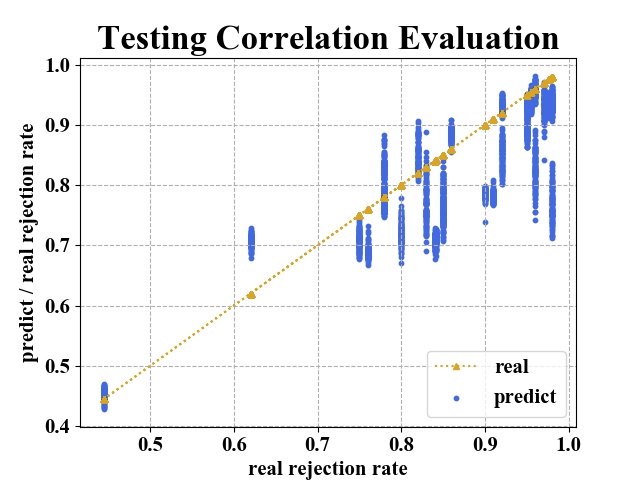 Testing Correlation Evaluation
1.0
0.9
0.8
0.7
0.6
0.5
0.4
predict / real rejection rate
real
predict
0.5 0.6 0.7 0.8 0.9 1.0
real rejection rate